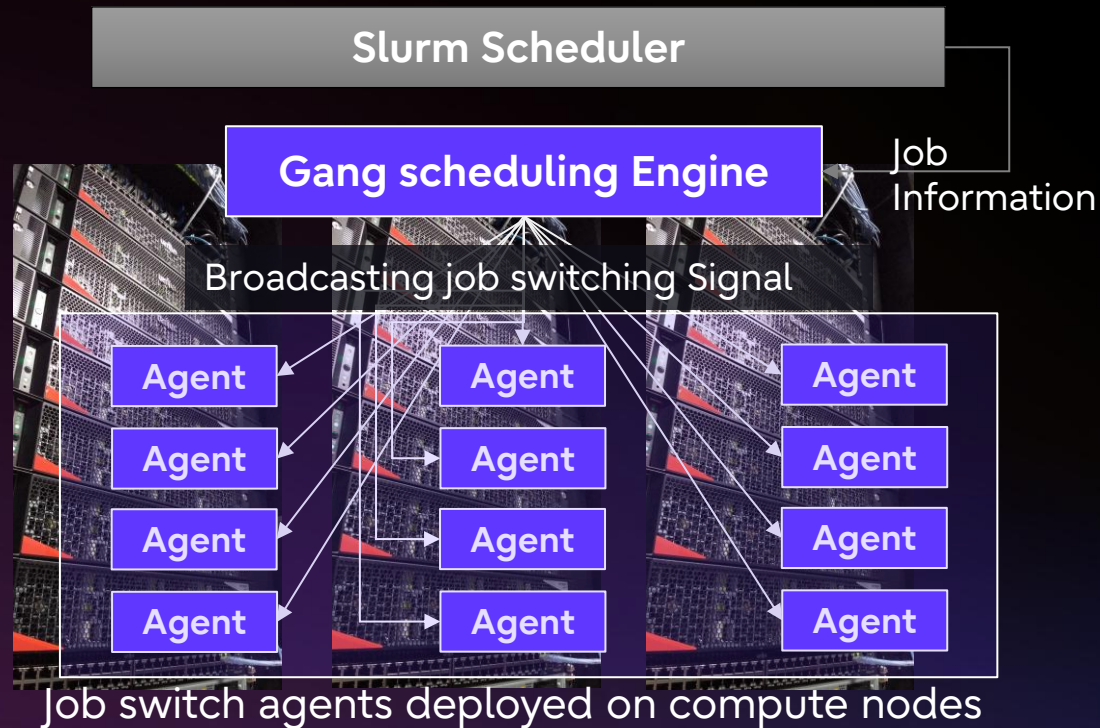 Slurm Scheduler
Gang scheduling Engine
Job
Information
Broadcasting job switching Signal
Agent
Agent
Agent
Agent
Agent
Agent
Agent
Agent
Agent
Agent
Agent
Agent
Job switch agents deployed on compute nodes